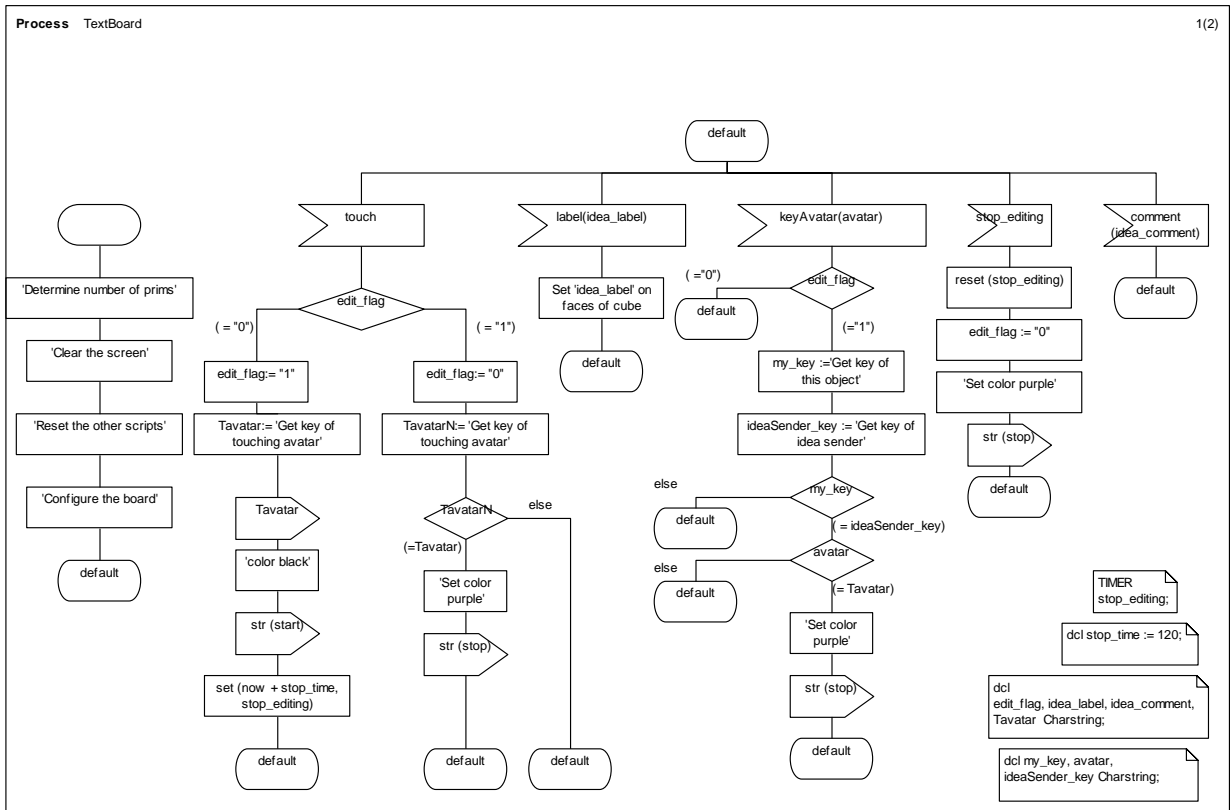 Process TextBoard
1(2)
default
'Determine number of prims'
'Clear the screen'
'Reset the other scripts'
'Configure the board'
default
touch
edit_flag
( = "0")
( = "1")
edit_flag:= "1"
Tavatar:= 'Get key of
touching avatar'
Tavatar
'color black'
str (start)
set (now + stop_time,
stop_editing)
default
edit_flag:= "0"
TavatarN:= 'Get key of
touching avatar'
TavatarN
else
(=Tavatar)
'Set color
purple'
str (stop)
default
default
label(idea_label)
Set 'idea_label' on
faces of cube
default
keyAvatar(avatar)
( ="0")
edit_flag
default
(="1")
my_key :='Get key of
this object'
ideaSender_key := 'Get key of
idea sender'
else
my_key
default
( = ideaSender_key)
avatar
else
default
(= Tavatar)
'Set color
purple'
str (stop)
default
stop_editing
reset (stop_editing)
edit_flag := "0"
'Set color purple'
str (stop)
default
comment
(idea_comment)
default
TIMER
stop_editing;
dcl stop_time := 120;
dcl
edit_flag, idea_label, idea_comment,
Tavatar Charstring;
dcl my_key, avatar,
ideaSender_key Charstring;